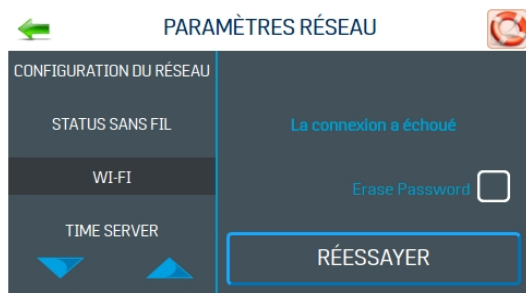 PARAMÈTRES RÉSEAU
CONFIGURATION DU RÉSEAU
STATUS SANS FIL
WI-FI
TIME SERVER
La connexion a échoué
Erase Password
RÉESSAYER